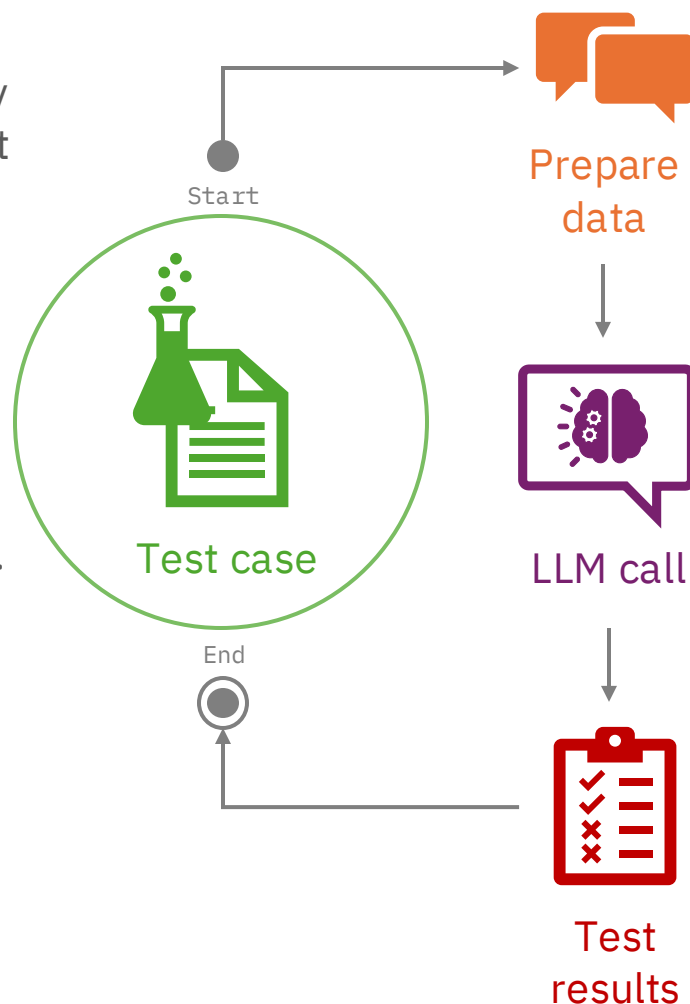 Start
Prepare
data
Test case
LLM call
End
Test
results